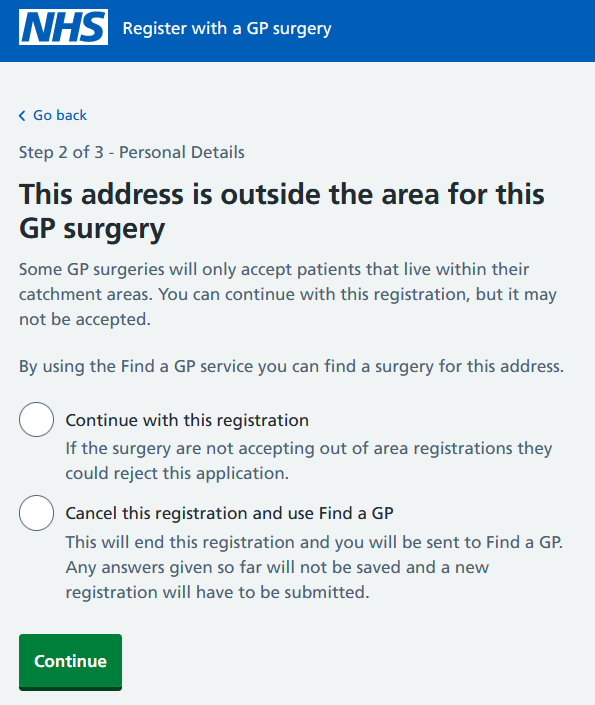 NHS Register with a GP surgery
Go back
Step 2 of 3 - Personal Details
This address is outside the area for this
GP surgery
Some GP surgeries will only accept patients that live within their
catchment areas. You can continue with this registration, but it may
not be accepted.
By using the Find a GP service you can find a surgery for this address.
Continue with this registration
If the surgery are not accepting out of area registrations they
could reject this application.
Cancel this registration and use Find a GP
This will end this registration and you will be sent to Find a GP.
Any answers given so far will not be saved and a new
registration will have to be submitted.
Continue